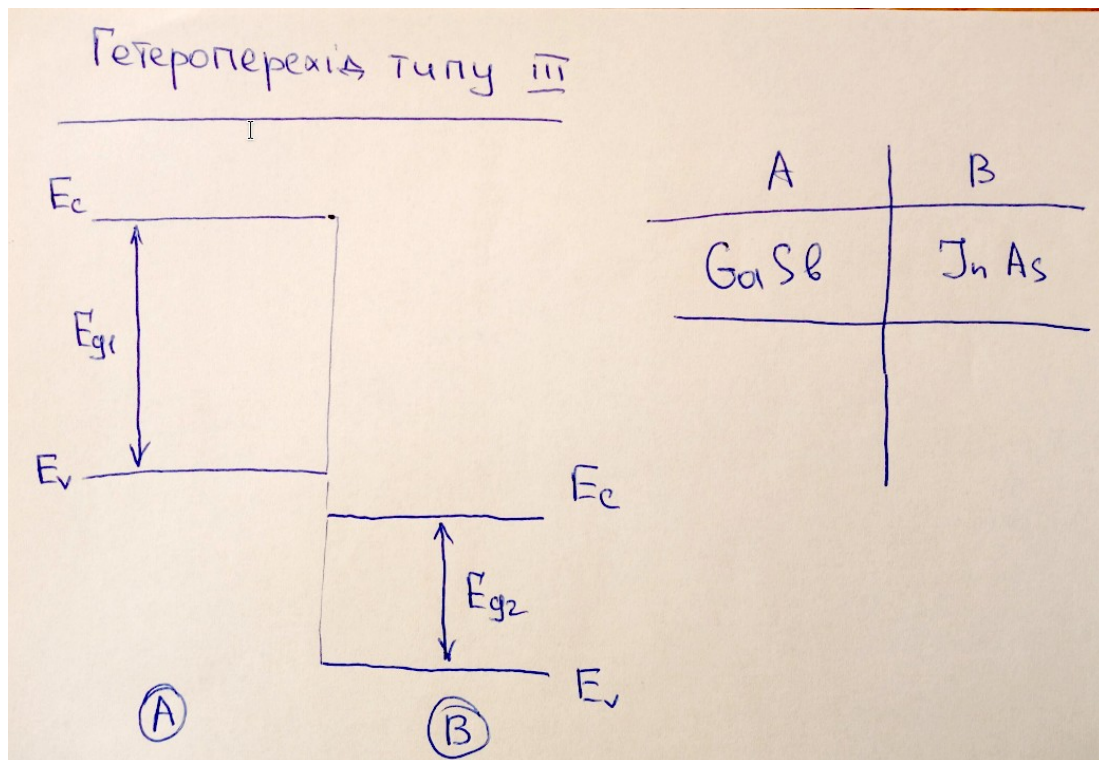 Гетероперехід типу III
Ec
A B
GaSb InAs
Eg1
Ev
Ec
Eg2
Ev
A
B